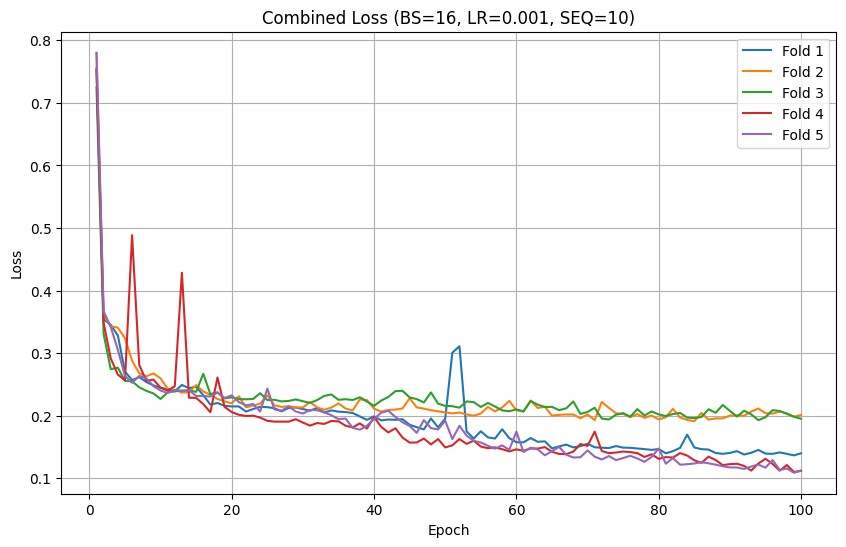 Combined Loss (BS=16, LR=0.001, SEQ=10)
Fold 1
Fold 2
Fold 3
Fold 4
Fold 5
Loss
0.8
0.7
0.6
0.5
0.4
0.3
0.2
0.1
0 20 40 60 80 100
Epoch